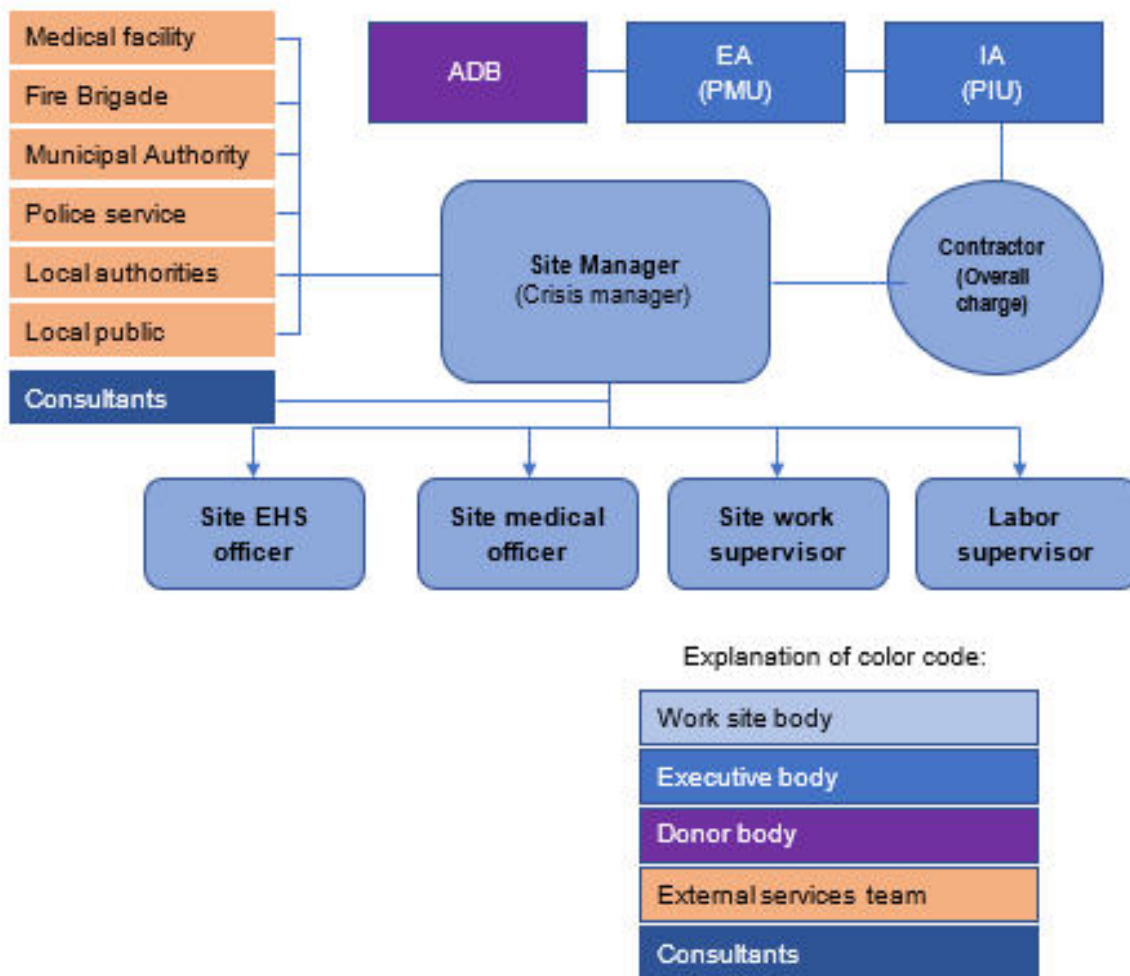 Medical facility
Fire Brigade
Municipal Authority
Police service
Local authorities
Local public
Consultants
ADB
EA
(PMU)
IA
(PIU)
Site Manager
(Crisis manager)
Contractor
(Overall
charge)
Site EHS
officer
Site medical
officer
Site work
supervisor
Labor
supervisor
Explanation of color code:
Work site body
Executive body
Donor body
External services team
Consultants